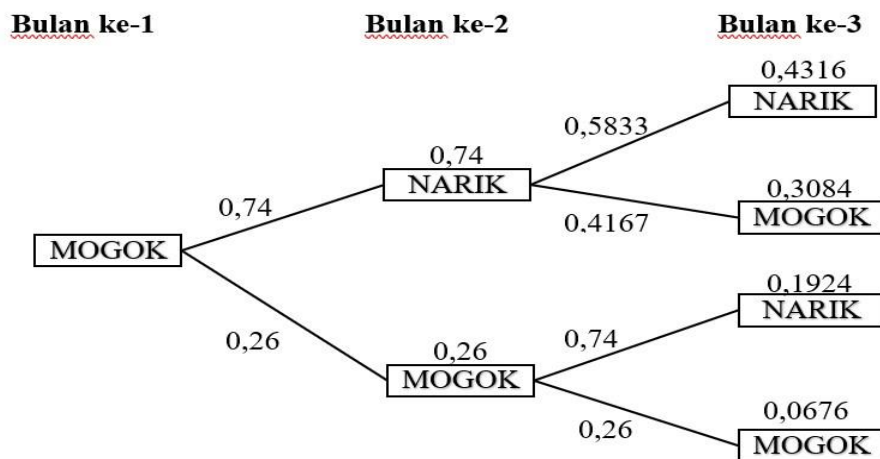 Bulan ke-1 Bulan ke-2 Bulan ke-3
0,4316
NARIK
0,5833
0,74
NARIK
0,74
0,4167
0,3084
MOGOK
MOGOK
0,1924
NARIK
0,26
0,26
MOGOK
0,74
0,26
0,0676
MOGOK